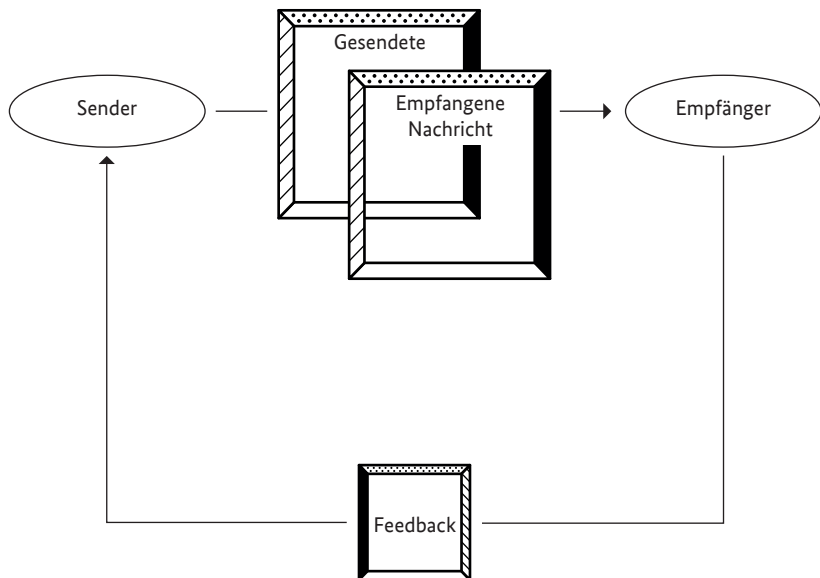 Gesendete
Sender
Empfangene
Nachricht
Empfänger
Feedback